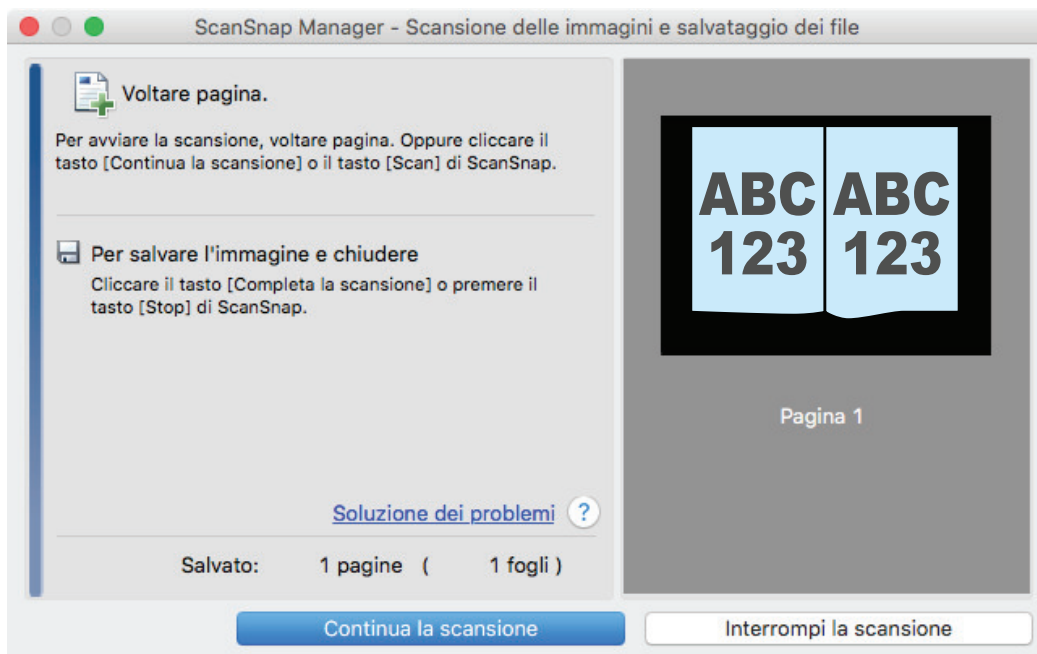 ScanSnap Manager - Scansione delle immagini e salvataggio dei file
Voltare pagina.
Per avviare la scansione, voltare pagina. Oppure cliccare il
tasto [Continua la scansione] o il tasto [Scan] di ScanSnap.
Per salvare l'immagine e chiudere
Cliccare il tasto [Completa la scansione] o premere il
tasto [Stop] di ScanSnap.
Soluzione dei problemi ?
Salvato: 1 pagine ( 1 fogli )
ABC ABC
123 123
Pagina 1
Continua la scansione
Interrompi la scansione